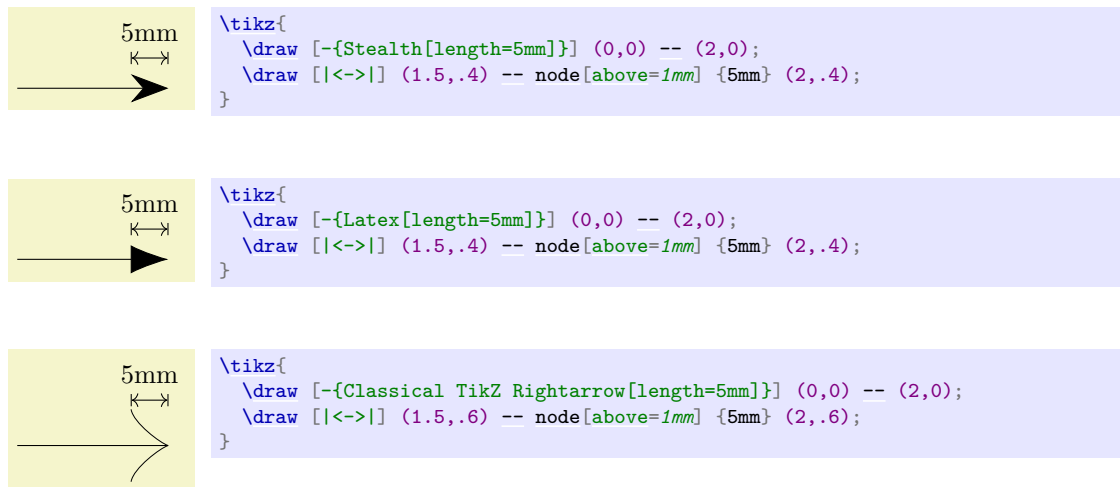 5mm
\tikz{
  \draw [-{Stealth[length=5mm]}] (0,0) -- (2,0);
  \draw [|<->|] (1.5,.4) -- node[above=1mm] {5mm} (2,.4);
}
5mm
\tikz{
  \draw [-{Latex[length=5mm]}] (0,0) -- (2,0);
  \draw [|<->|] (1.5,.4) -- node[above=1mm] {5mm} (2,.4);
}
5mm
\tikz{
  \draw [-{Classical TikZ Rightarrow[length=5mm]}] (0,0) -- (2,0);
  \draw [|<->|] (1.5,.6) -- node[above=1mm] {5mm} (2,.6);
}